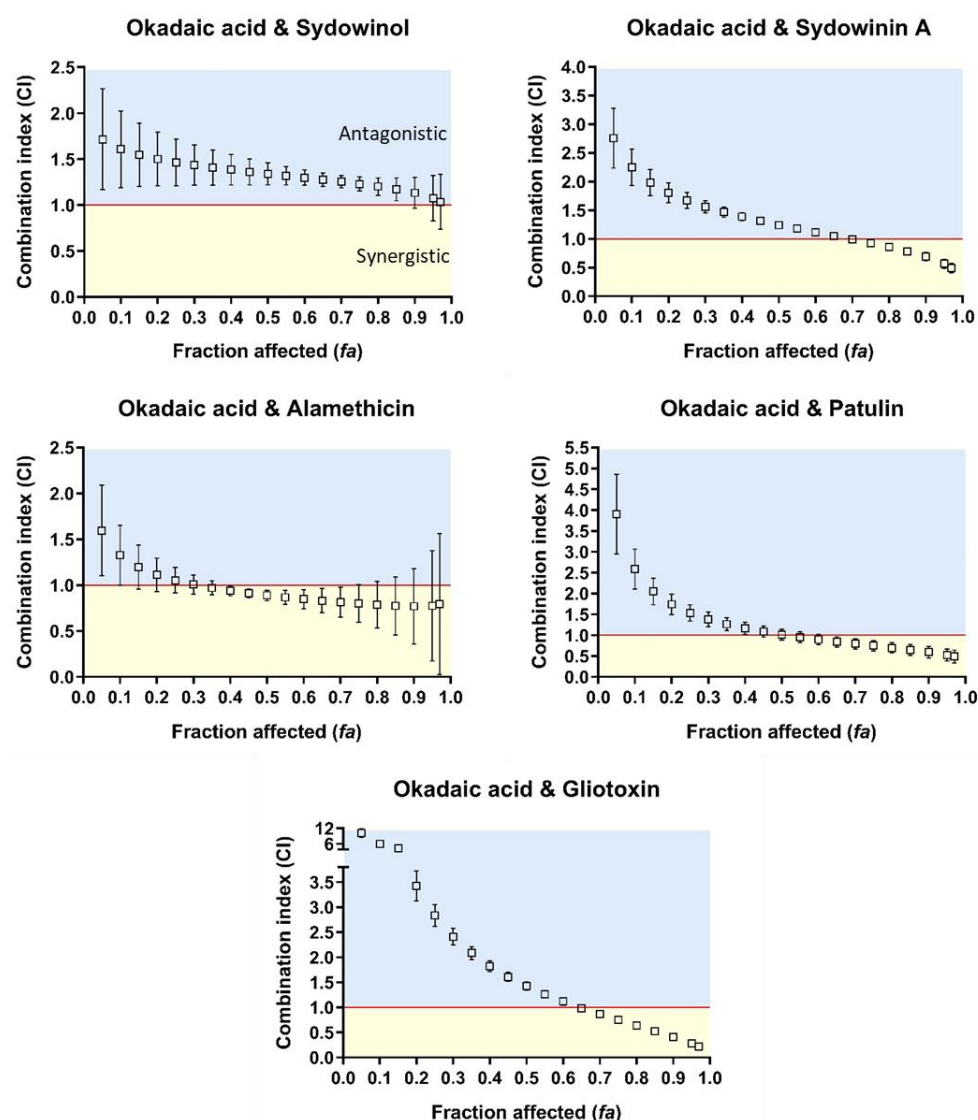 Okadaic acid & Sydowinol
Combination index (CI)
2.5
2.0
1.5
1.0
0.5
0.0
Antagonistic
Synergistic
0.0 0.1 0.2 0.3 0.4 0.5 0.6 0.7 0.8 0.9 1.0
Fraction affected (fa)
Okadaic acid & Sydowinin A
Combination index (CI)
4.0
3.5
3.0
2.5
2.0
1.5
1.0
0.5
0.0
0.0 0.1 0.2 0.3 0.4 0.5 0.6 0.7 0.8 0.9 1.0
Fraction affected (fa)
Okadaic acid & Alamethicin
Combination index (CI)
2.5
2.0
1.5
1.0
0.5
0.0
0.0 0.1 0.2 0.3 0.4 0.5 0.6 0.7 0.8 0.9 1.0
Fraction affected (fa)
Okadaic acid & Patulin
Combination index (CI)
5.5
5.0
4.5
4.0
3.5
3.0
2.5
2.0
1.5
1.0
0.5
0.0
0.0 0.1 0.2 0.3 0.4 0.5 0.6 0.7 0.8 0.9 1.0
Fraction affected (fa)
Okadaic acid & Gliotoxin
Combination index (CI)
12
6
3.5
3.0
2.5
2.0
1.5
1.0
0.5
0.0
0.0 0.1 0.2 0.3 0.4 0.5 0.6 0.7 0.8 0.9 1.0
Fraction affected (fa)